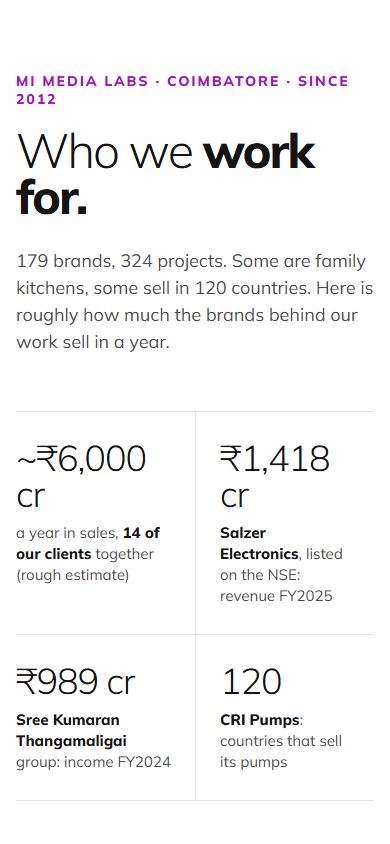 MI MEDIA LABS · COIMBATORE · SINCE
2012
Who we work
for.
179 brands, 324 projects. Some are family
kitchens, some sell in 120 countries. Here is
roughly how much the brands behind our
work sell in a year.
~₹6,000
cr
a year in sales, 14 of
our clients together
(rough estimate)
₹1,418
cr
Salzer
Electronics, listed
on the NSE:
revenue FY2025
₹989 cr
Sree Kumaran
Thangamaligai
group: income FY2024
120
CRI Pumps:
countries that sell
its pumps